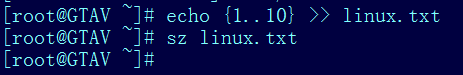 [root@GTAV ~]# echo {1..10} >> linux.txt
[root@GTAV ~]# sz linux.txt
[root@GTAV ~]#